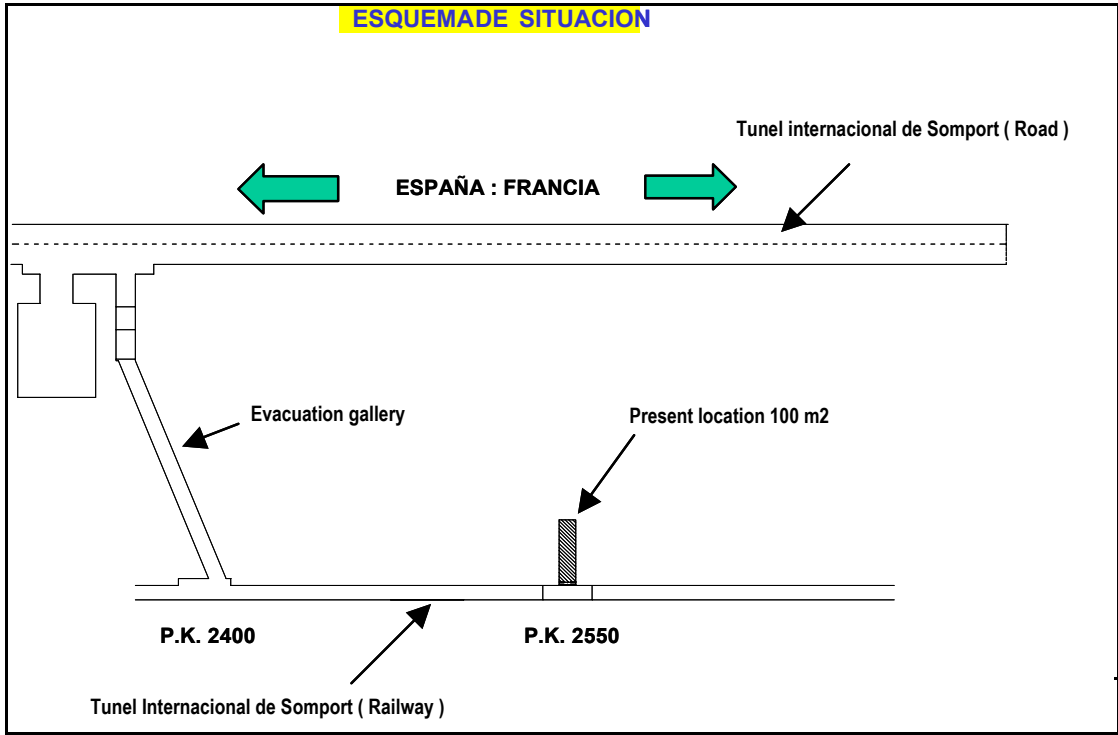 ESQUEMADE SITUACION
Tunel internacional de Somport ( Road )
ESPAÑA : FRANCIA
Evacuation gallery
Present location 100 m2
P.K. 2400
P.K. 2550
Tunel Internacional de Somport ( Railway )